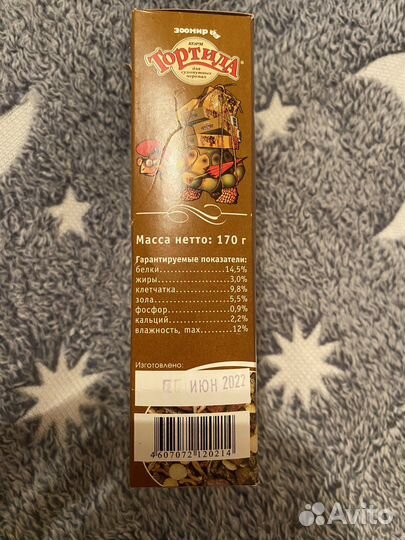 зоомир
КОРМ
ТОРТИЛА
для
сухопутных
черепах
Масса нетто: 170 г
Гарантируемые показатели:
белки..............................14,5%
жиры................................3,0%
клетчатка.........................9,8%
зола.................................5,5%
фосфор............................0,9%
кальций...........................2,2%
влажность, max..............12%
Изготовлено:
ИЮН 2022
4607072120214
Avito